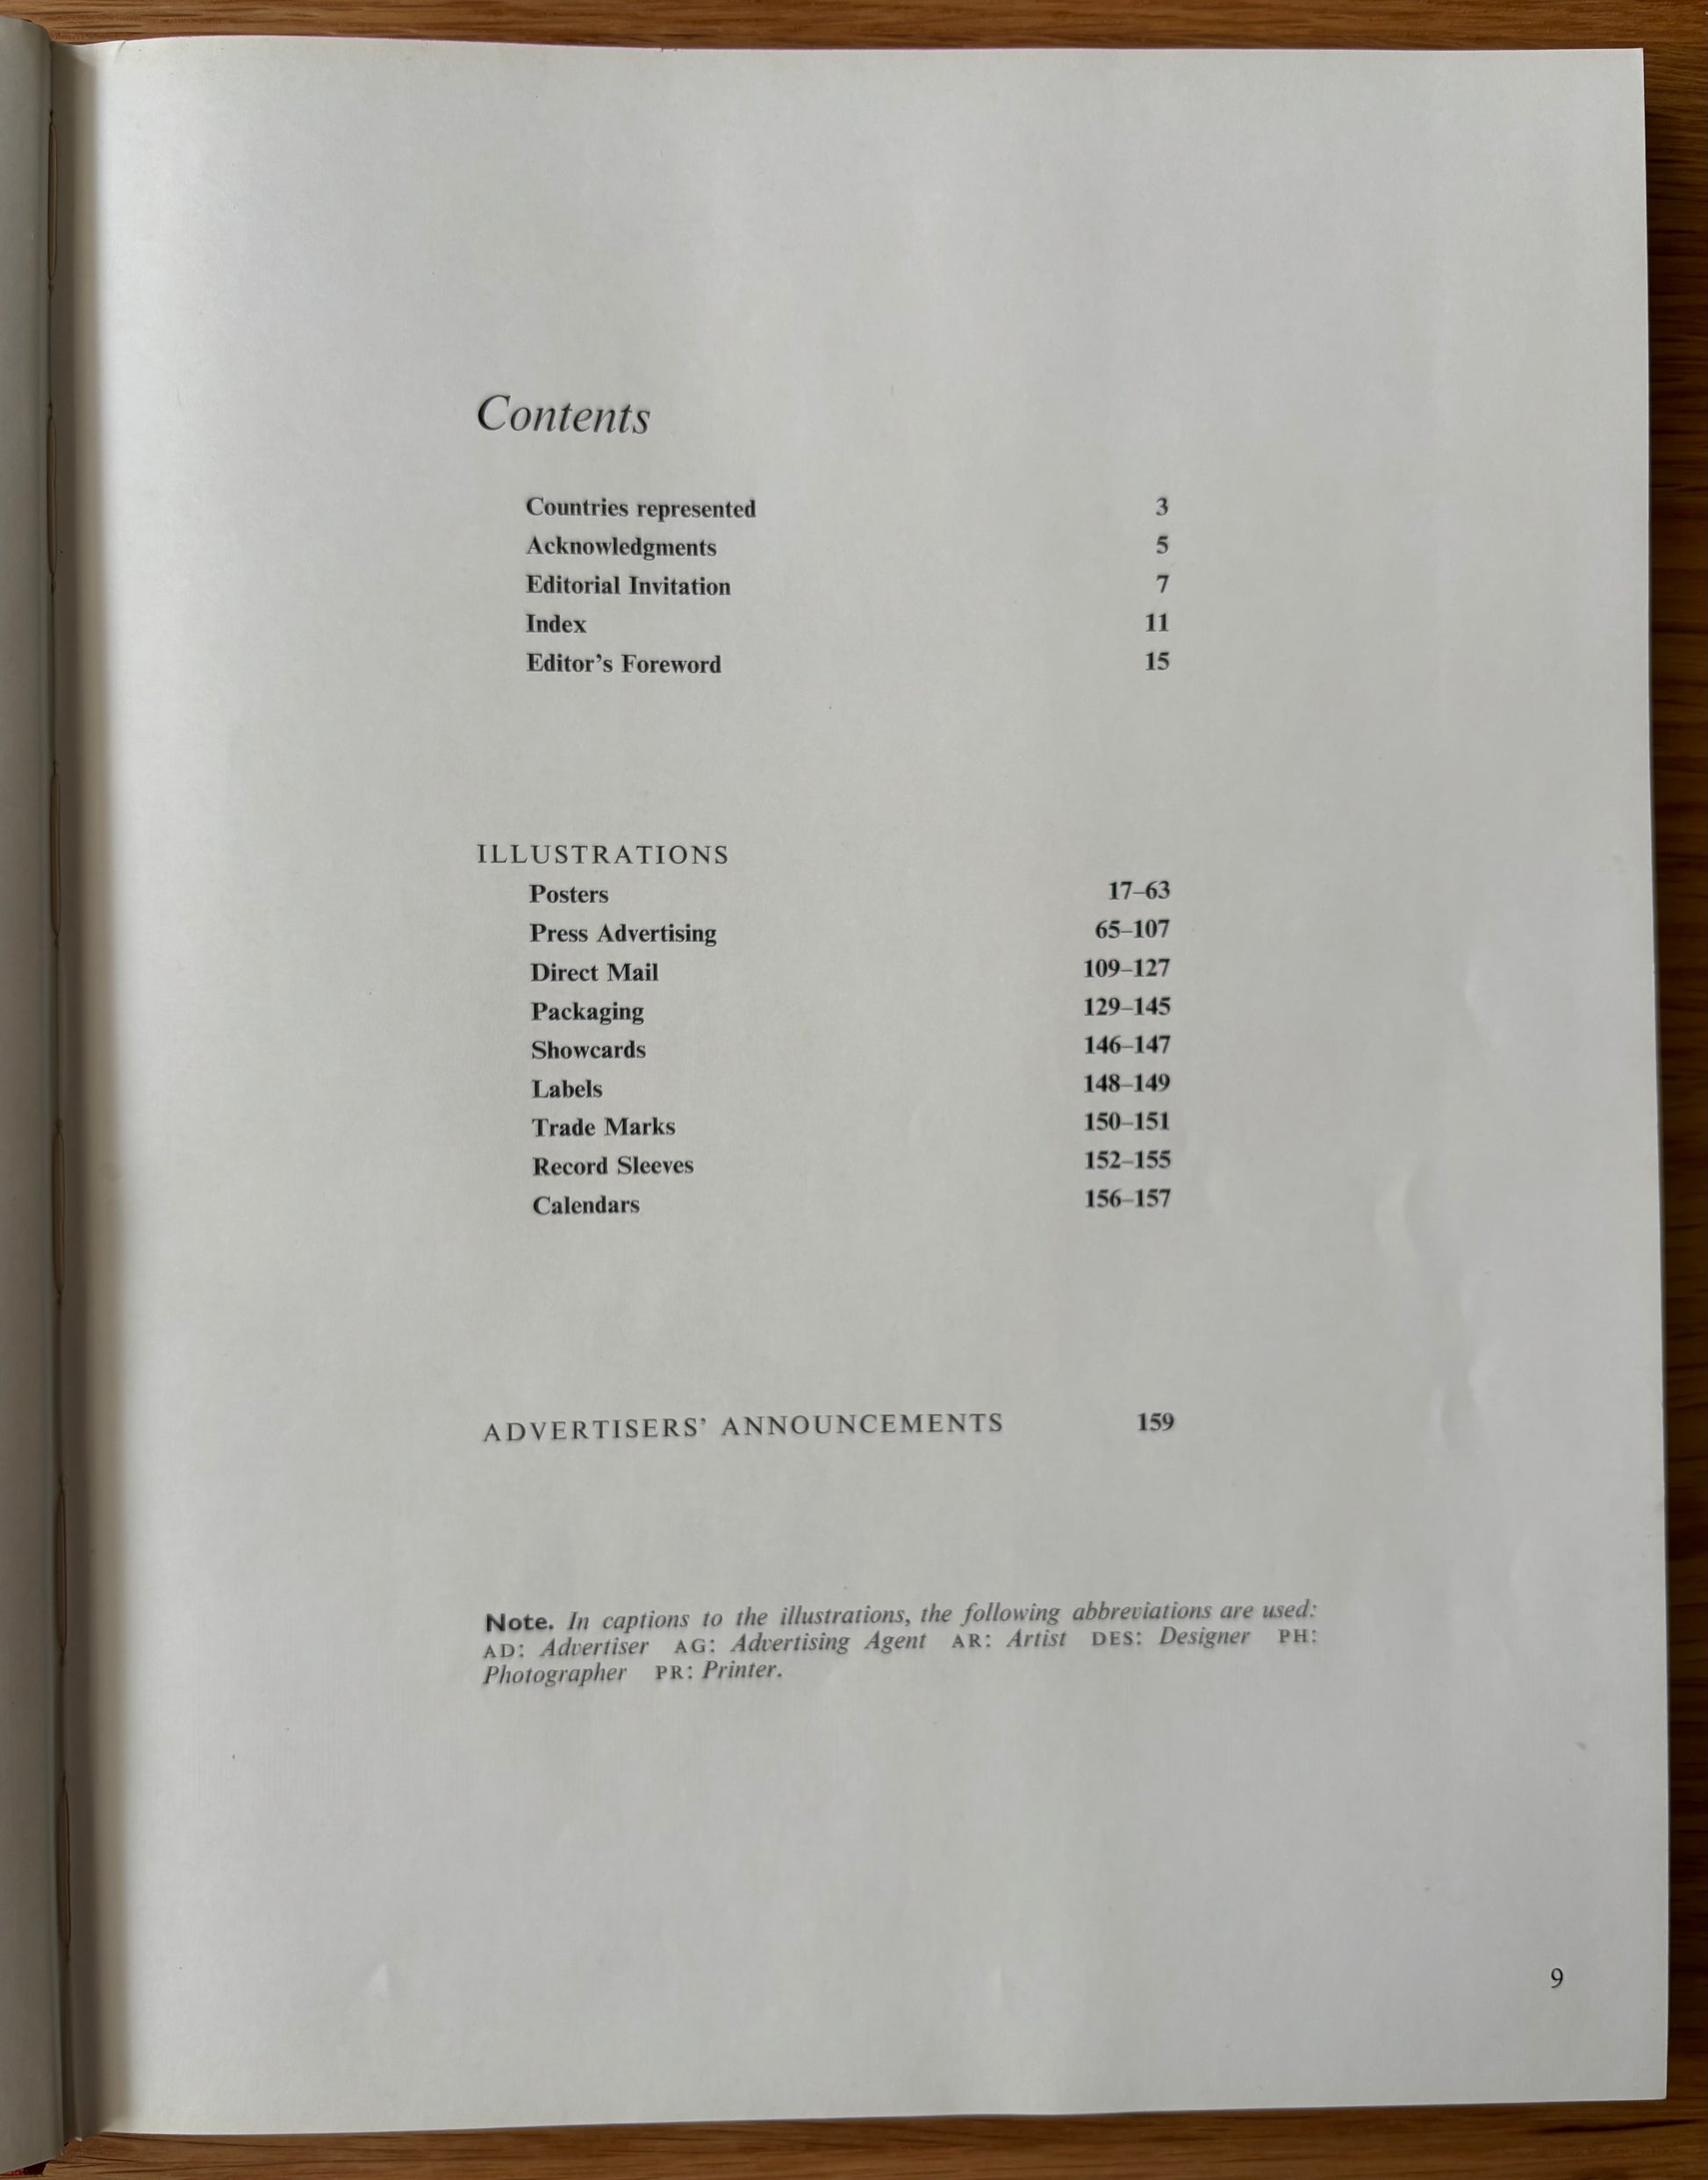 Contents
Countries represented 3
Acknowledgments 5
Editorial Invitation 7
Index 11
Editor’s Foreword 15
ILLUSTRATIONS
Posters 17–63
Press Advertising 65–107
Direct Mail 109–127
Packaging 129–145
Showcards 146–147
Labels 148–149
Trade Marks 150–151
Record Sleeves 152–155
Calendars 156–157
ADVERTISERS’ ANNOUNCEMENTS 159
Note. In captions to the illustrations, the following abbreviations are used:
AD: Advertiser AG: Advertising Agent AR: Artist DES: Designer PH:
Photographer PR: Printer.
9